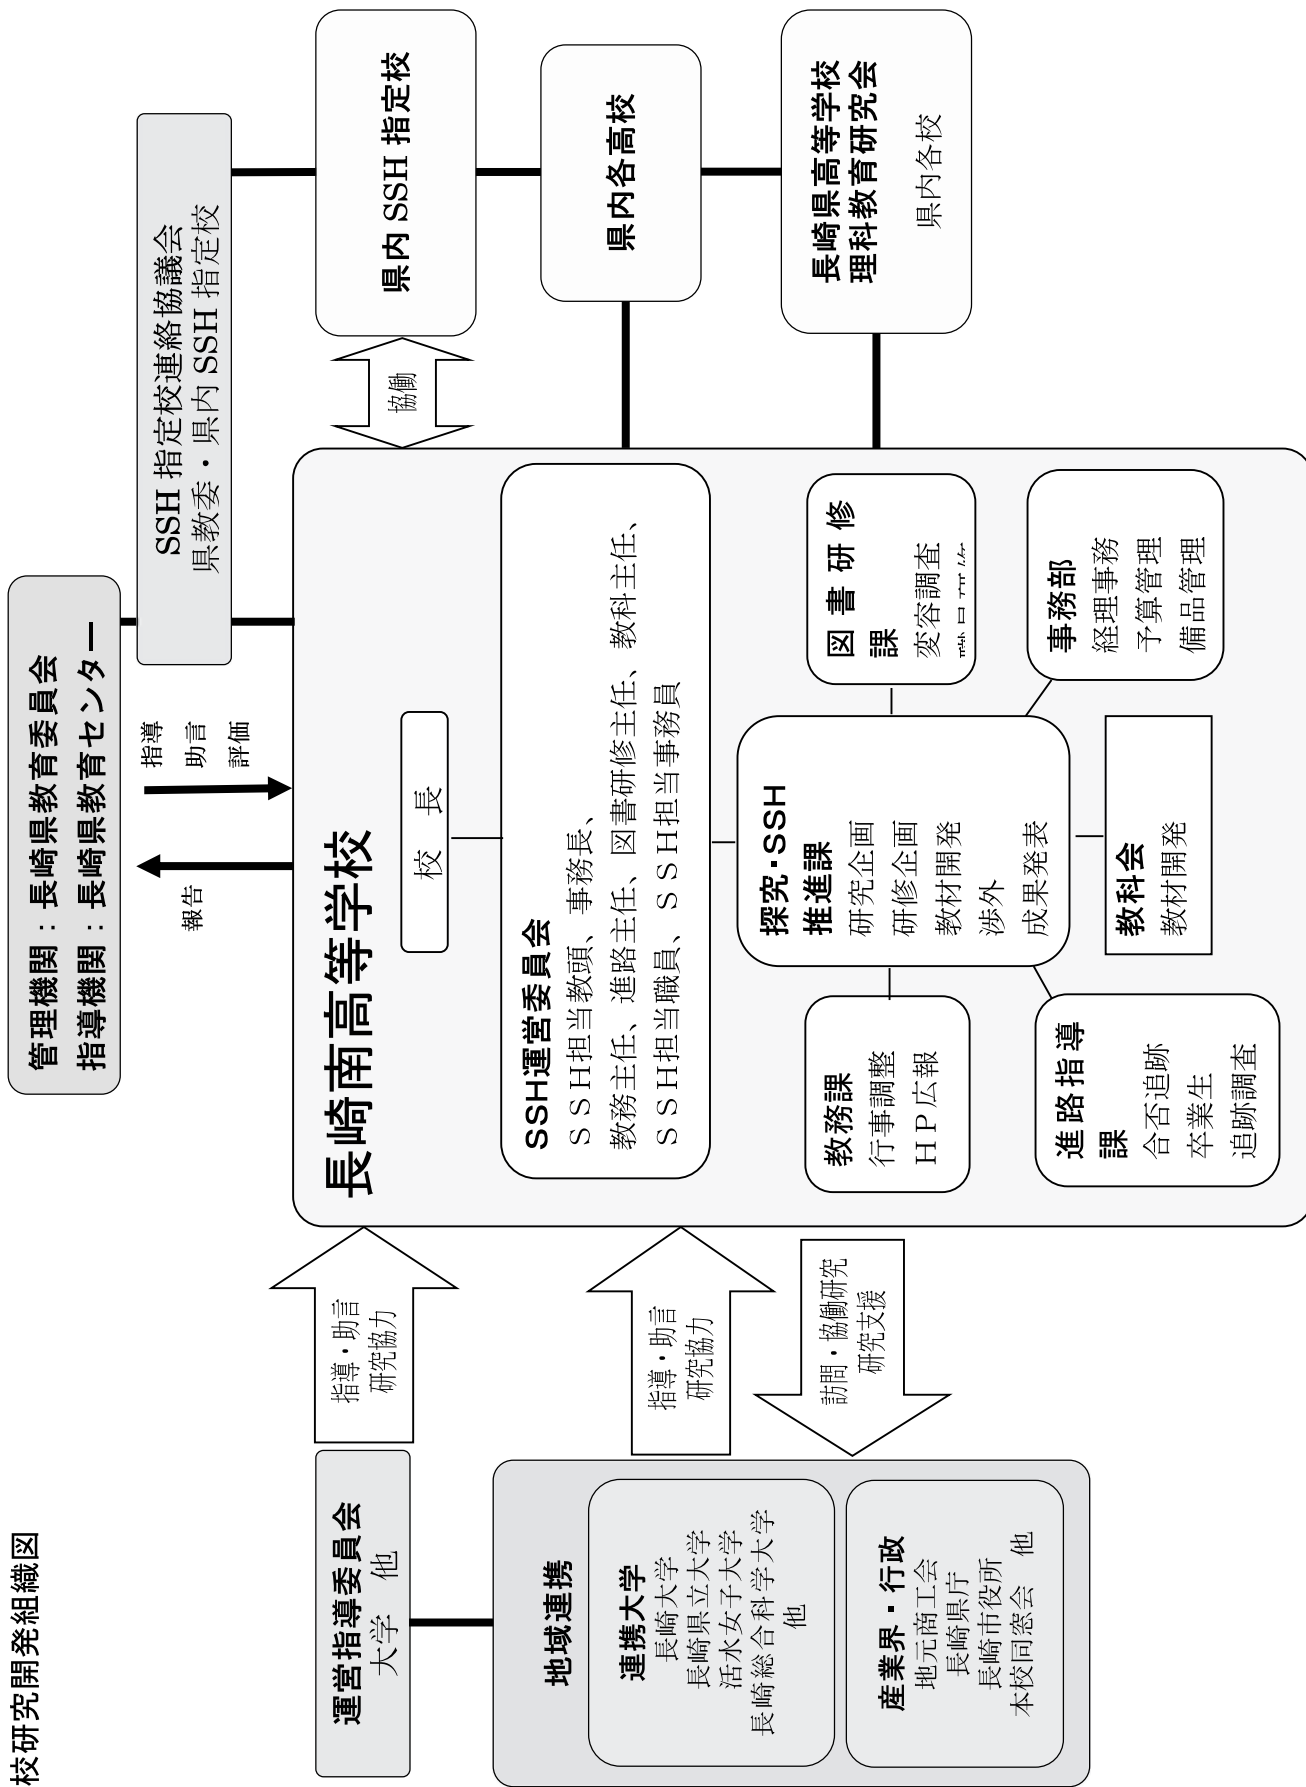 校研究開発組織図
管理機関：長崎県教育委員会
指導機関：長崎県教育センター
SSH 指定校連絡協議会
県教委・県内 SSH 指定校
報告
指導
助言
評価
運営指導委員会
大学　他
指導・助言
研究協力
長崎南高等学校
校　長
協働
県内 SSH 指定校
SSH運営委員会
ＳＳＨ担当教頭、事務長、
教務主任、進路主任、図書研修主任、教科主任、
ＳＳＨ担当職員、ＳＳＨ担当事務員
県内各高校
地域連携
連携大学
長崎大学
長崎県立大学
活水女子大学
長崎総合科学大学
他
指導・助言
研究協力
訪問・協働研究
研究支援
産業界・行政
地元商工会
長崎県庁
長崎市役所
本校同窓会　他
探究・SSH
推進課
研究企画
研修企画
教材開発
渉外
成果発表
教務課
行事調整
ＨＰ広報
図書研修
課
変容調査
職員研修
長崎県高等学校
理科教育研究会
県内各校
進路指導
課
合否追跡
卒業生
追跡調査
教科会
教材開発
事務部
経理事務
予算管理
備品管理